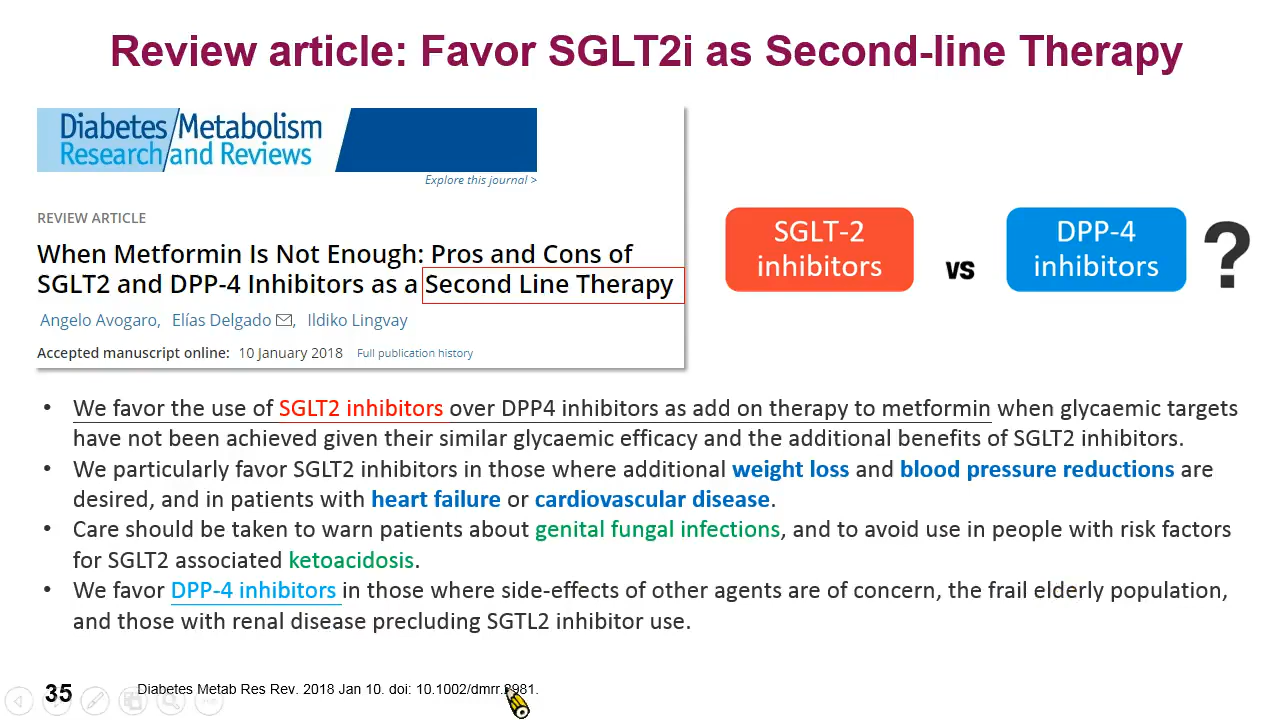 Review article: Favor SGLT2i as Second-line Therapy
Diabetes/Metabolism
Research and Reviews
Explore this journal >
REVIEW ARTICLE
When Metformin Is Not Enough: Pros and Cons of
SGLT2 and DPP-4 Inhibitors as a Second Line Therapy
Angelo Avogaro, Elías Delgado, Ildiko Lingvay
Accepted manuscript online: 10 January 2018 Full publication history
SGLT-2
inhibitors
vs
DPP-4
inhibitors
?
• We favor the use of SGLT2 inhibitors over DPP4 inhibitors as add on therapy to metformin when glycaemic targets
have not been achieved given their similar glycaemic efficacy and the additional benefits of SGLT2 inhibitors.
• We particularly favor SGLT2 inhibitors in those where additional weight loss and blood pressure reductions are
desired, and in patients with heart failure or cardiovascular disease.
• Care should be taken to warn patients about genital fungal infections, and to avoid use in people with risk factors
for SGLT2 associated ketoacidosis.
• We favor DPP-4 inhibitors in those where side-effects of other agents are of concern, the frail elderly population,
and those with renal disease precluding SGTL2 inhibitor use.
35
Diabetes Metab Res Rev. 2018 Jan 10. doi: 10.1002/dmrr.2981.